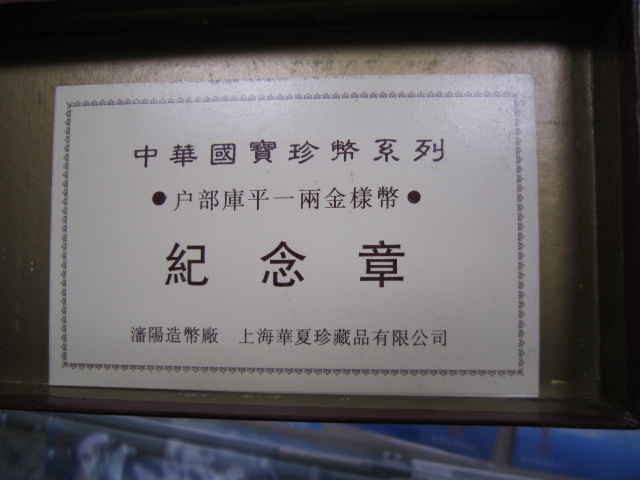 中華國寶珍幣系列
●户部庫平一兩金樣幣●
紀念章
瀋陽造幣廠 上海華夏珍藏品有限公司